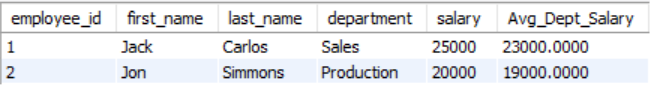 employee_id first_name last_name department salary Avg_Dept_Salary
1 Jack Carlos Sales 25000 23000.0000
2 Jon Simmons Production 20000 19000.0000